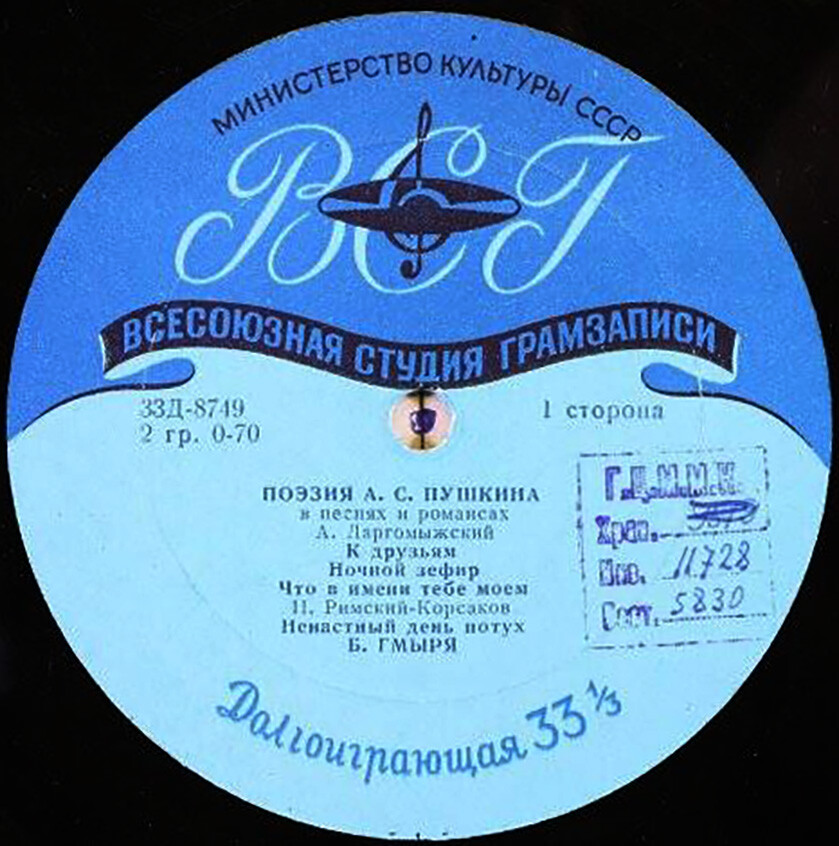 МИНИСТЕРСТВО КУЛЬТУРЫ СССР
ВСГ
ВСЕСОЮЗНАЯ СТУДИЯ ГРАМЗАПИСИ
33Д-8749
2 гр. 0-70
1 сторона
ПОЭЗИЯ А. С. ПУШКИНА
в песнях и романсах
А. Даргомыжский
К друзьям
Ночной зефир
Что в имени тебе моем
Н. Римский-Корсаков
Ненастный день потух
Б. ГМЫРЯ
Г.Ц.М.М.К.
Хран.
Инв. 11728
Сост. 5830
Долгоиграющая 33 1/3